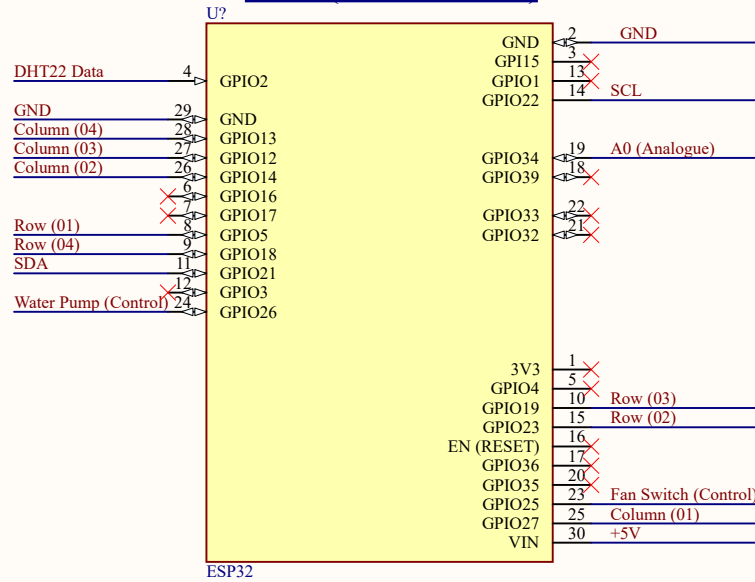 U?
2 GND
GND
3
GPI15
DHT22 Data 4 GPIO2
13
GPIO1
14 SCL
GPIO22
GND 29 GND
Column (04) 28 GPIO13
Column (03) 27 GPIO12
19 A0 (Analogue)
GPIO34
Column (02) 26 GPIO14
18
GPIO39
6 GPIO16
7 GPIO17
22
GPIO33
Row (01) 8 GPIO5
21
GPIO32
Row (04) 9 GPIO18
SDA 11 GPIO21
12 GPIO3
Water Pump (Control) 24 GPIO26
1
3V3
5
GPIO4
10 Row (03)
GPIO19
15 Row (02)
GPIO23
16
EN (RESET)
17
GPIO36
20
GPIO35
23 Fan Switch (Control)
GPIO25
25 Column (01)
GPIO27
30 +5V
VIN
ESP32